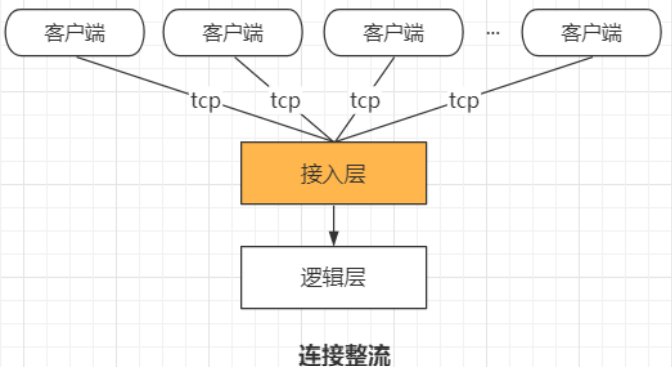 客户端 客户端 客户端 ... 客户端
tcp tcp tcp tcp
接入层
逻辑层
连接整流